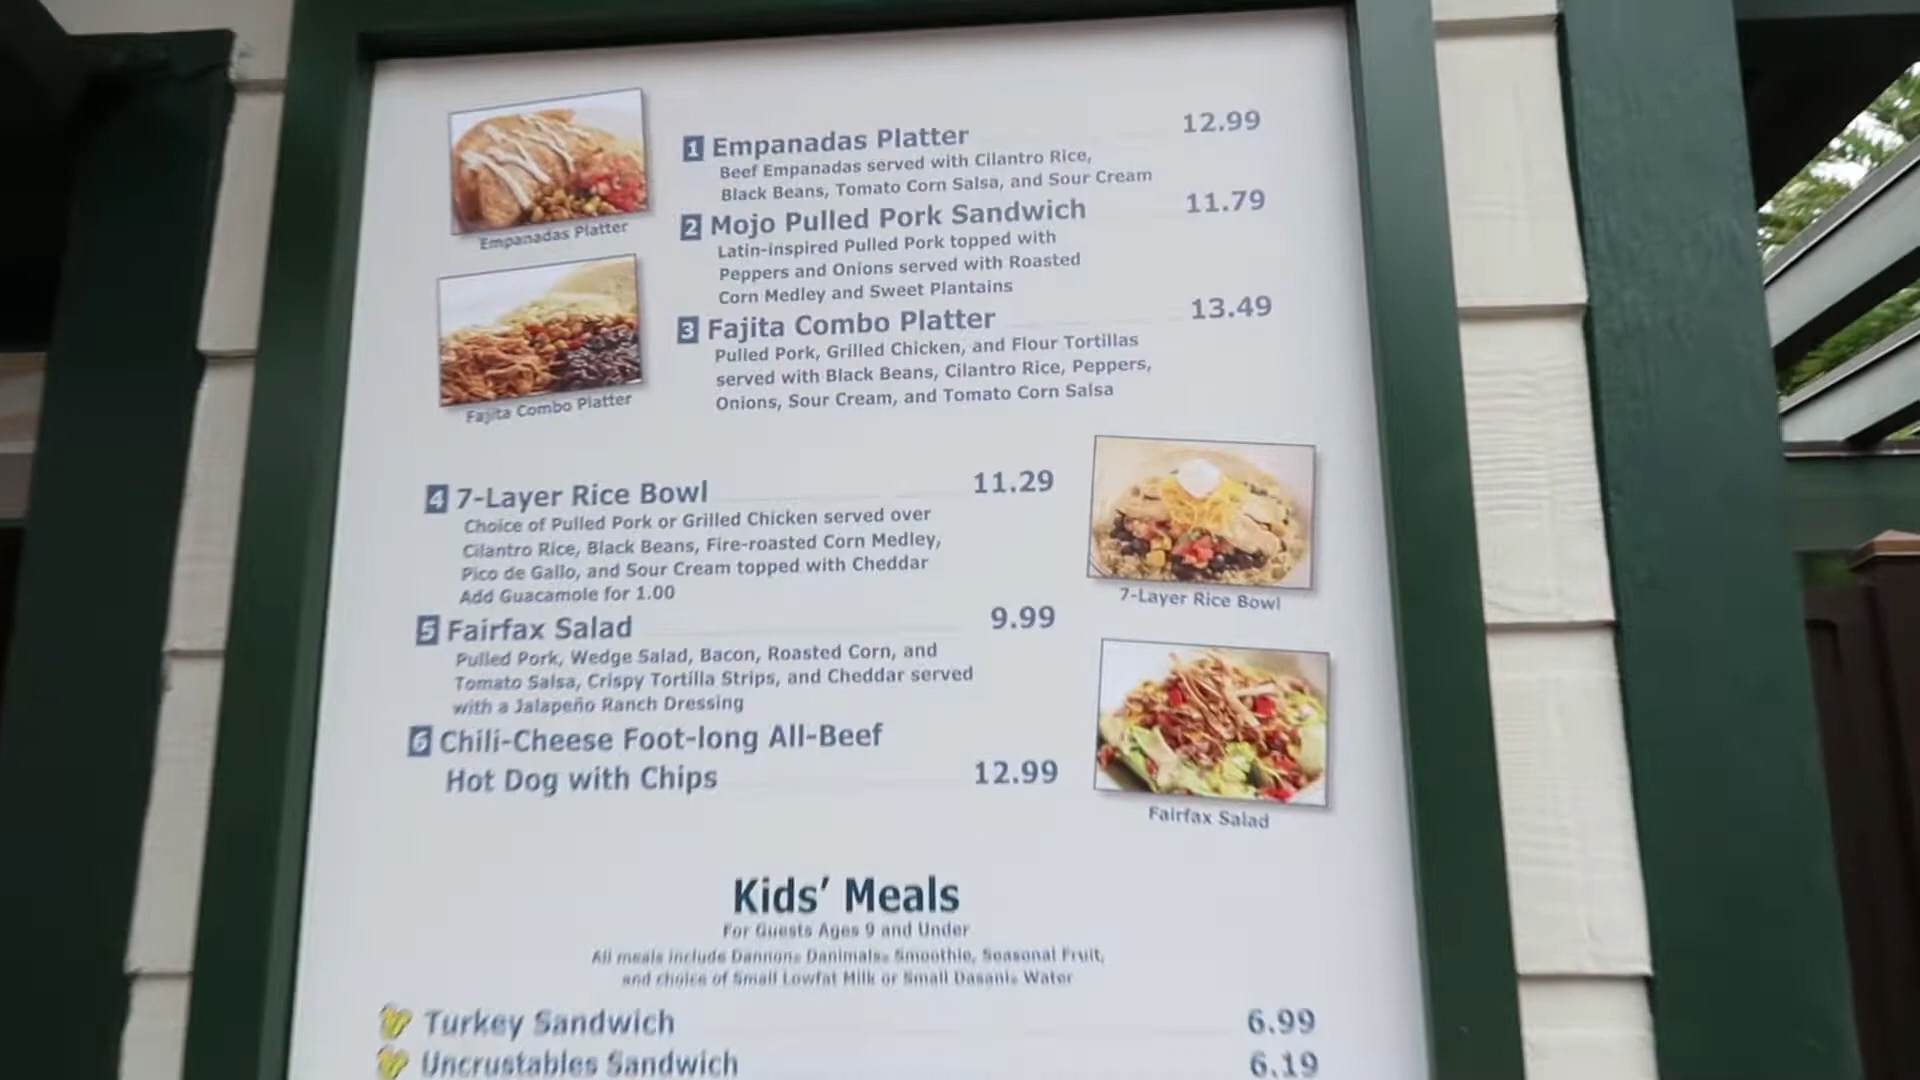 1 Empanadas Platter 12.99
Beef Empanadas served with Cilantro Rice,
Black Beans, Tomato Corn Salsa, and Sour Cream
Empanadas Platter
2 Mojo Pulled Pork Sandwich 11.79
Latin-inspired Pulled Pork topped with
Peppers and Onions served with Roasted
Corn Medley and Sweet Plantains
3 Fajita Combo Platter 13.49
Pulled Pork, Grilled Chicken, and Flour Tortillas
served with Black Beans, Cilantro Rice, Peppers,
Onions, Sour Cream, and Tomato Corn Salsa
Fajita Combo Platter
4 7-Layer Rice Bowl 11.29
Choice of Pulled Pork or Grilled Chicken served over
Cilantro Rice, Black Beans, Fire-roasted Corn Medley,
Pico de Gallo, and Sour Cream topped with Cheddar
Add Guacamole for 1.00
7-Layer Rice Bowl
5 Fairfax Salad 9.99
Pulled Pork, Wedge Salad, Bacon, Roasted Corn, and
Tomato Salsa, Crispy Tortilla Strips, and Cheddar served
with a Jalapeño Ranch Dressing
6 Chili-Cheese Foot-long All-Beef
Hot Dog with Chips 12.99
Fairfax Salad
Kids' Meals
For Guests Ages 9 and Under
All meals include Dannon® Danimals® Smoothie, Seasonal Fruit,
and choice of Small Lowfat Milk or Small Dasani® Water
Turkey Sandwich 6.99
Uncrustables Sandwich 6.19